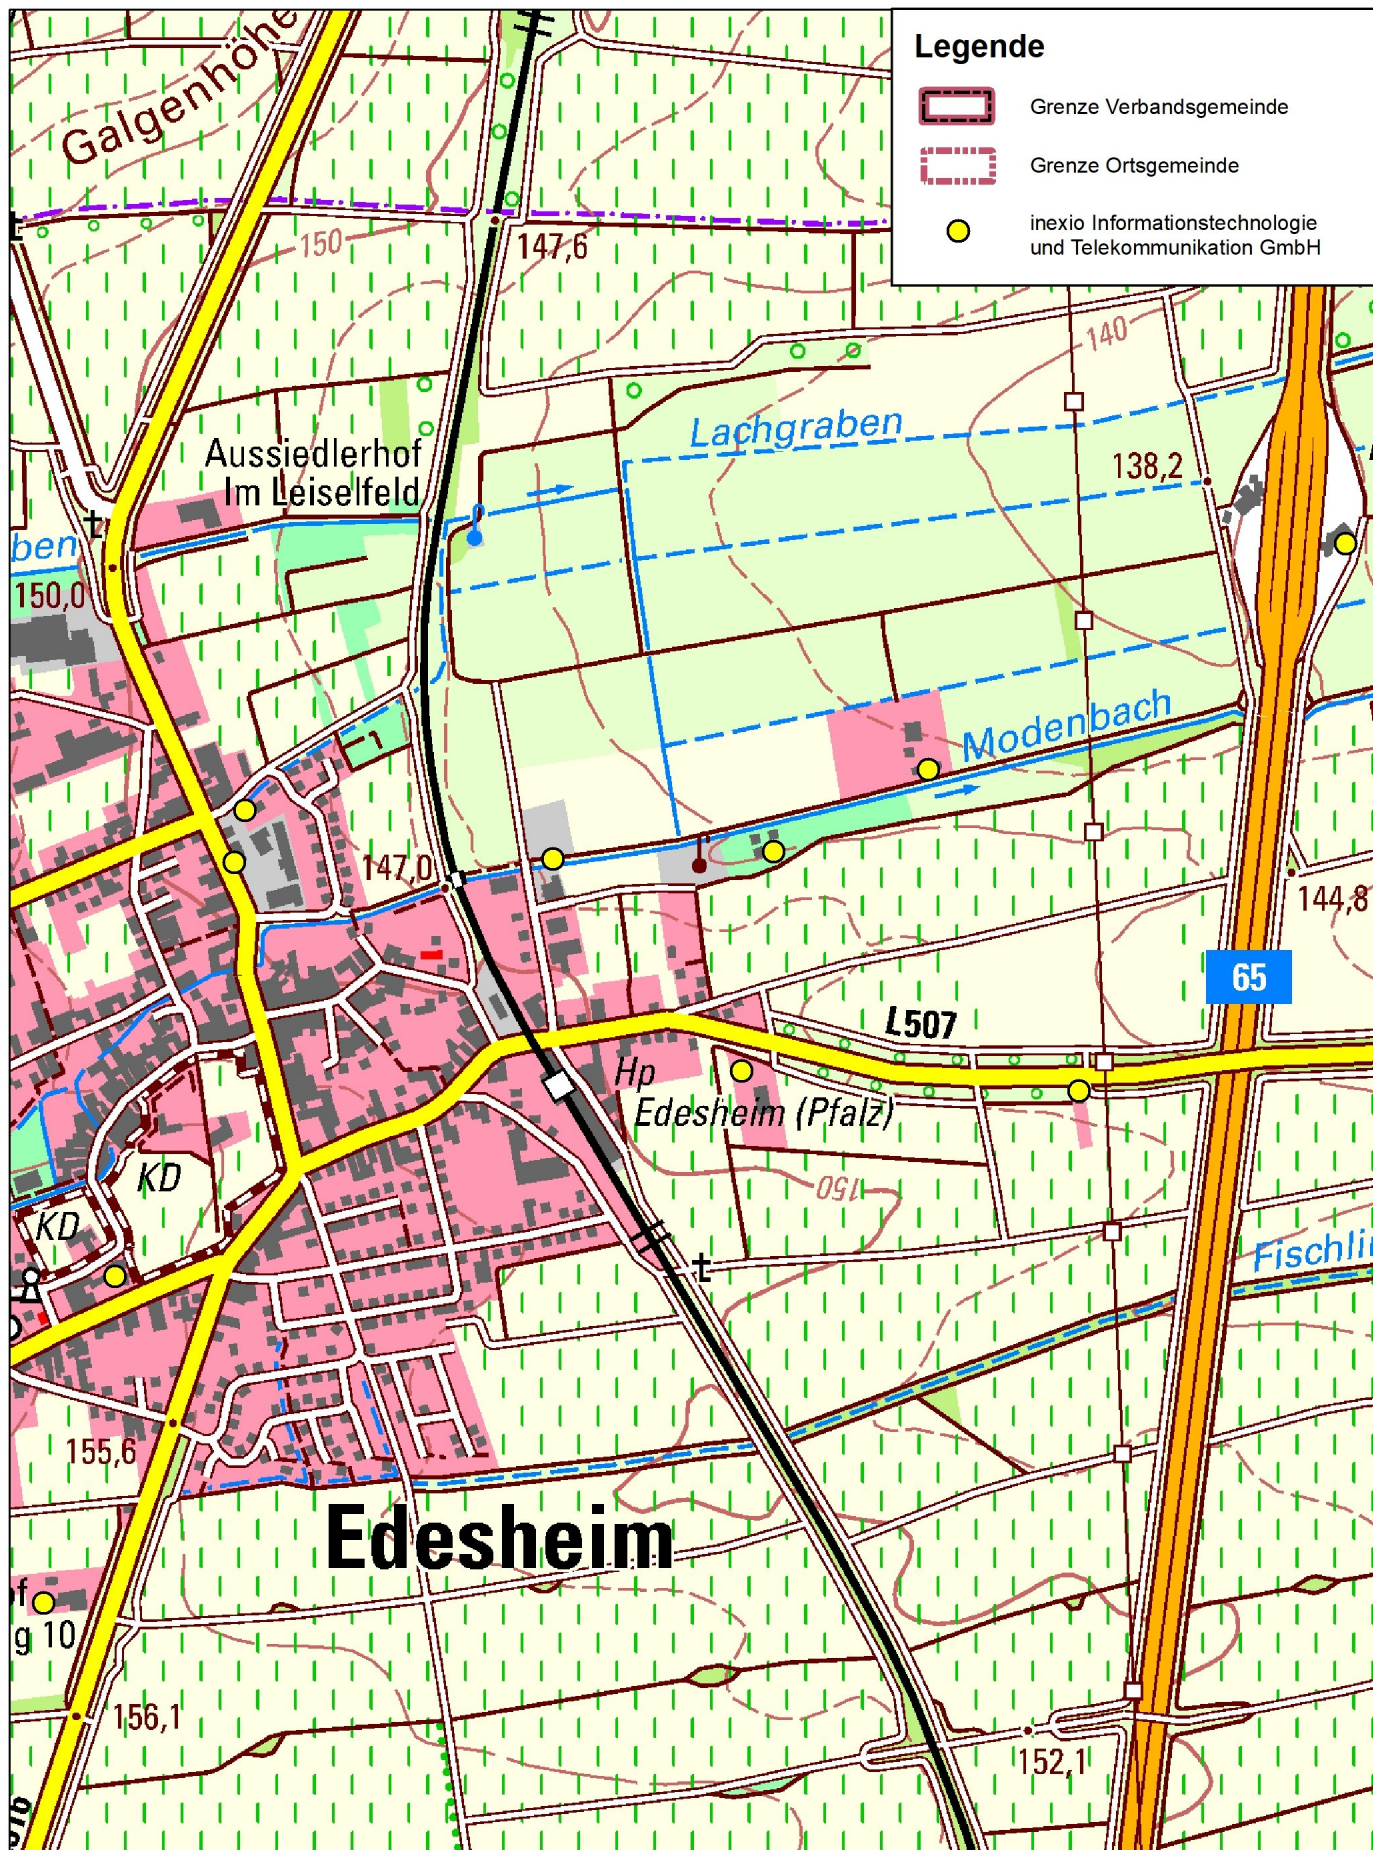 Legende
Grenze Verbandsgemeinde
Grenze Ortsgemeinde
inexio Informationstechnologie
und Telekommunikation GmbH
Galgenhöhe
150
147,6
140
Lachgraben
Aussiedlerhof
Im Leiselfeld
138,2
ben
150,0
Modenbach
147,0
144,8
65
L507
Hp
Edesheim (Pfalz)
KD
150
KD
Fischlin
155,6
Edesheim
of
g 10
156,1
152,1